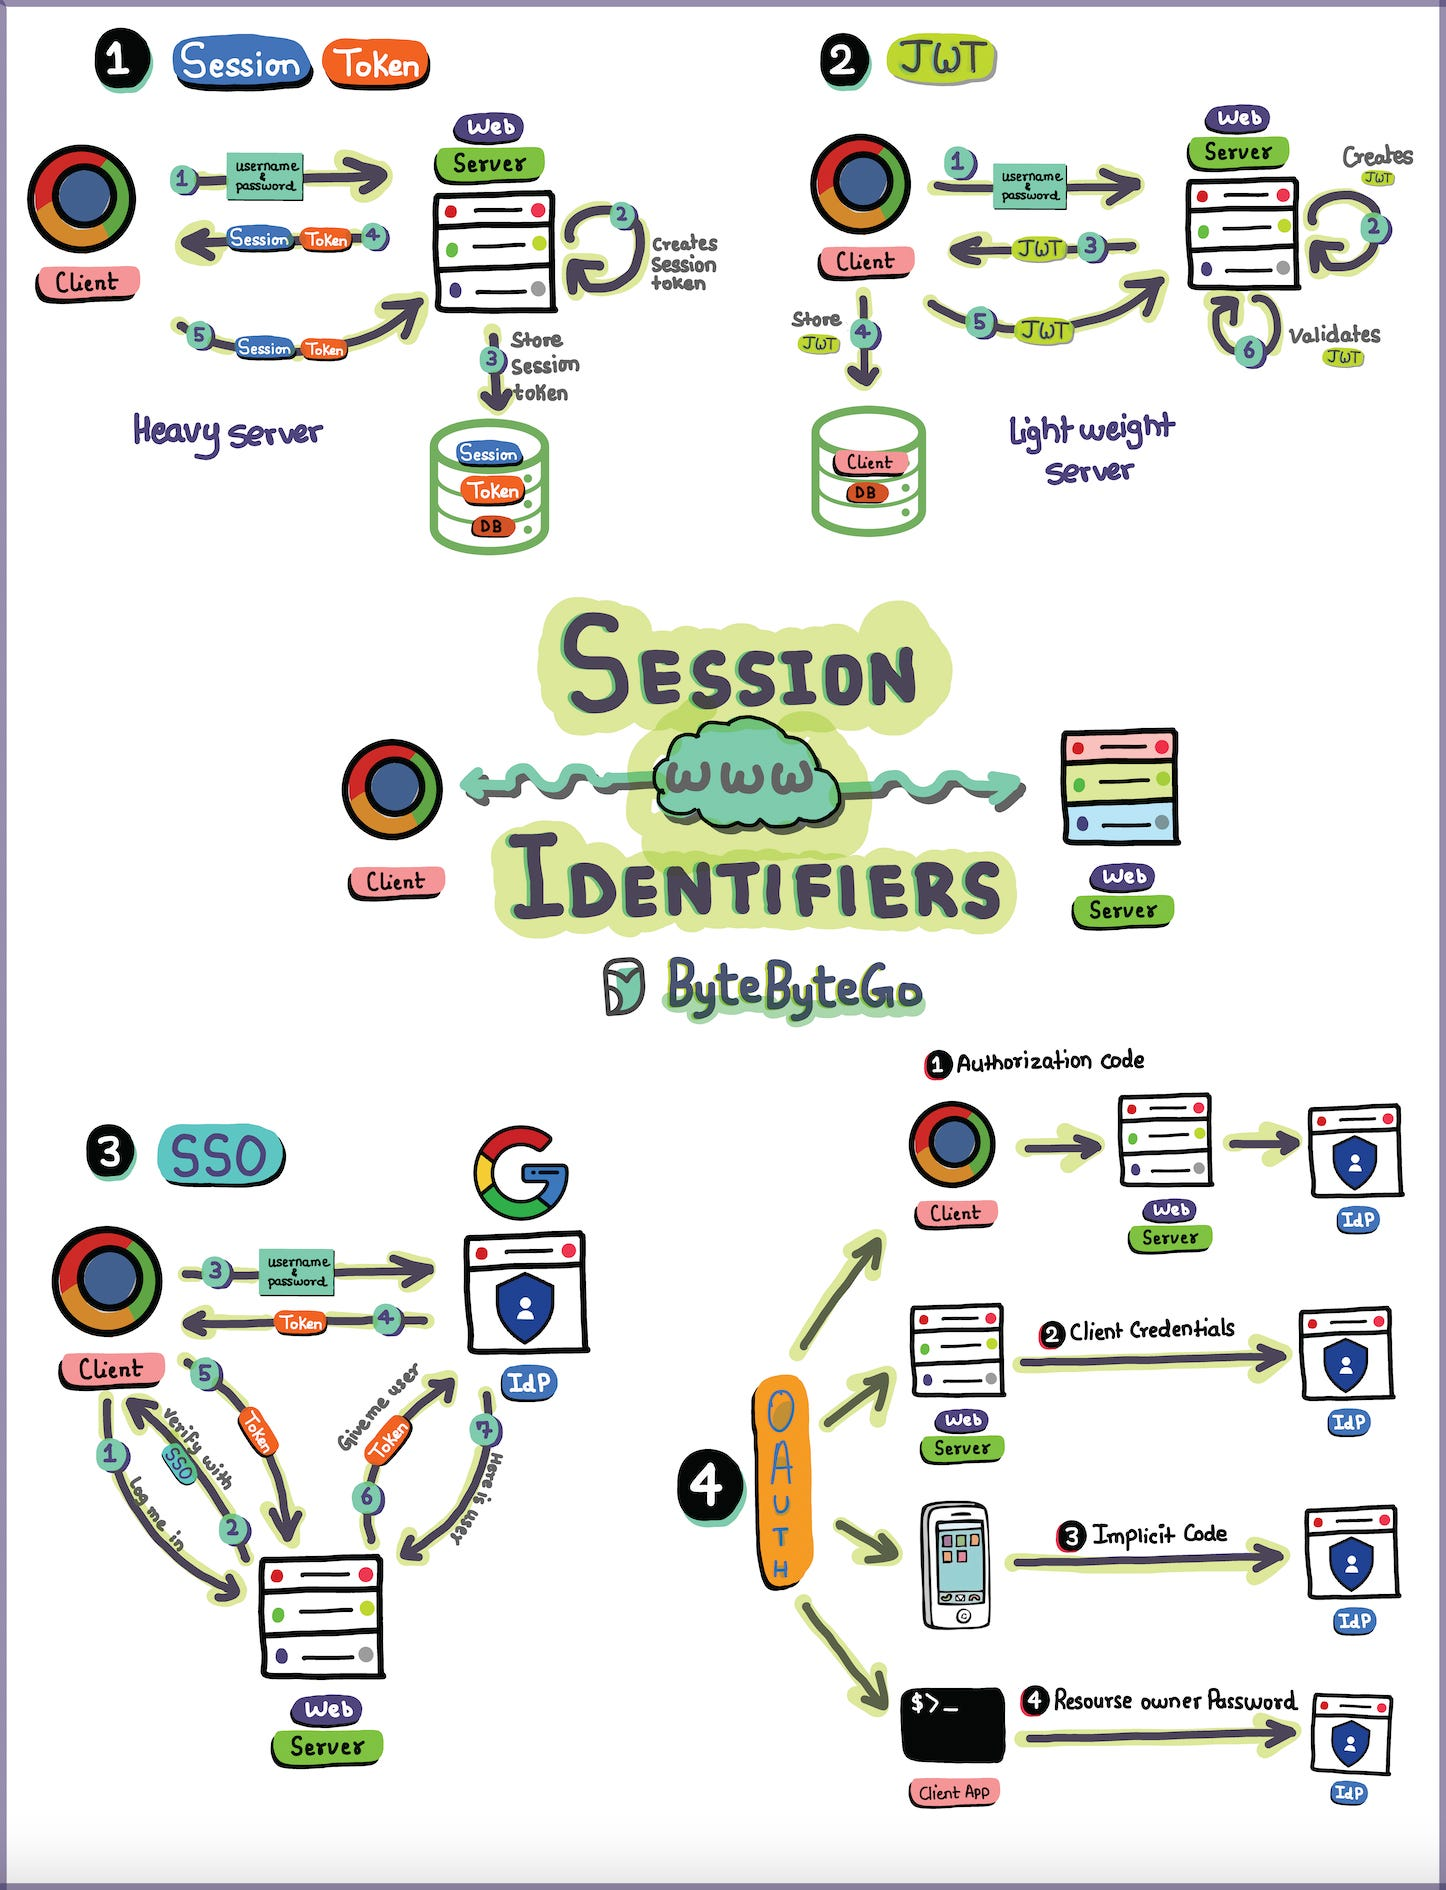 1 Session Token
Web
Server
1 username & password
Session Token 4
Client
2
Creates
Session
token
5 Session Token
3 Store
Session
token
Heavy server
Session
Token
DB
2 JWT
Web
Server
1 username & password
Creates
JWT
2
JWT 3
Client
Store
JWT
4
5 JWT
6 Validates
JWT
Light weight
server
Client
DB
SESSION
WWW
IDENTIFIERS
Client
Web
Server
ByteByteGo
3 SSO
G
3 username & password
Token 4
Client
IdP
1 Log me in
2 verify with SSO
5 Token
6 Give me user
Token
7 Here is user
Web
Server
4 OAUTH
1 Authorization code
Client
Web
Server
IdP
2 Client Credentials
Web
Server
IdP
3 Implicit Code
IdP
$>_
4 Resourse owner Password
Client App
IdP